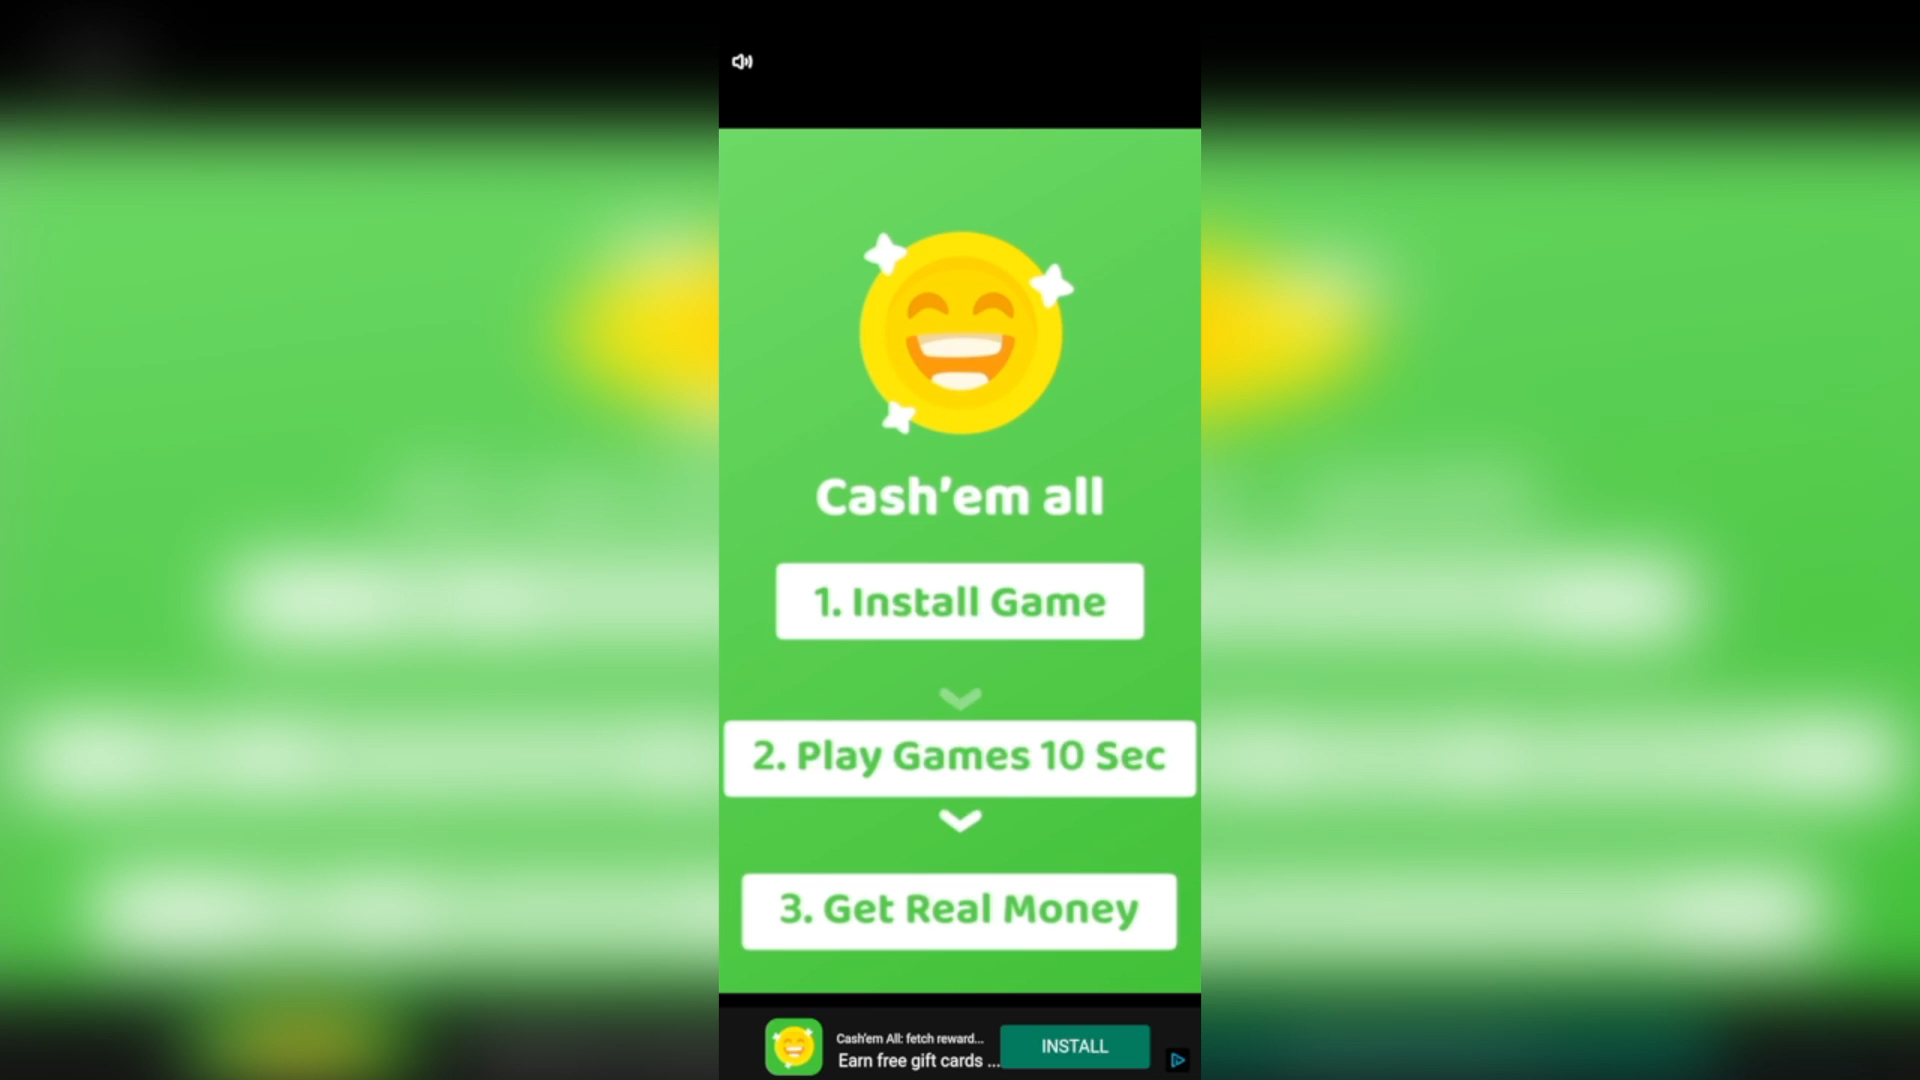 Cash'em all
1. Install Game
2. Play Games 10 Sec
3. Get Real Money
Cash'em All: fetch reward...
Earn free gift cards ...
INSTALL